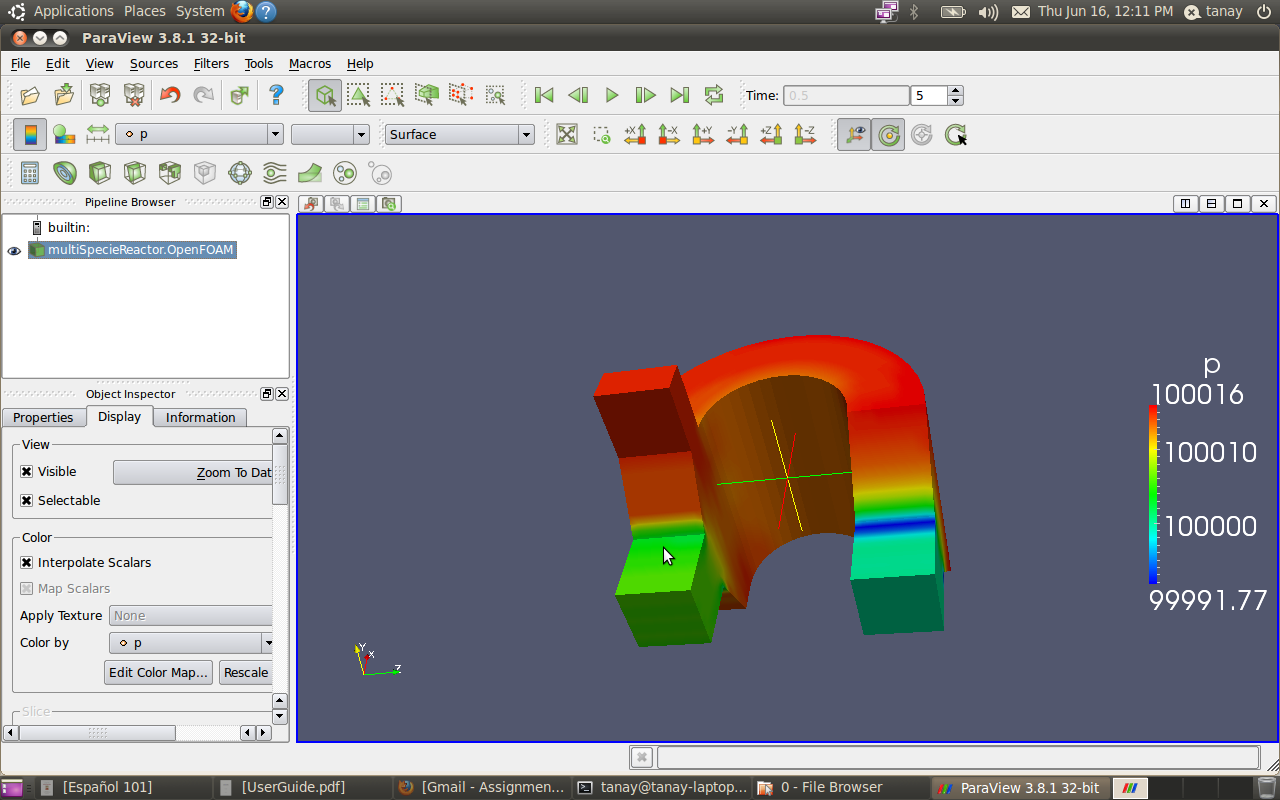 Applications Places System Thu Jun 16, 12:11 PM tanay
ParaView 3.8.1 32-bit
File Edit View Sources Filters Tools Macros Help
Time: 0.5 5
p Surface +X -X +Y -Y +Z -Z
Pipeline Browser
builtin:
multiSpecieReactor.OpenFOAM
Object Inspector
Properties Display Information
View
Visible Zoom To Dat
Selectable
Color
Interpolate Scalars
Map Scalars
Apply Texture None
Color by p
Edit Color Map... Rescale
Slice
p
100016
100010
100000
99991.77
Y
X
Z
[Español 101] [UserGuide.pdf] [Gmail - Assignmen... tanay@tanay-laptop... 0 - File Browser ParaView 3.8.1 32-bit